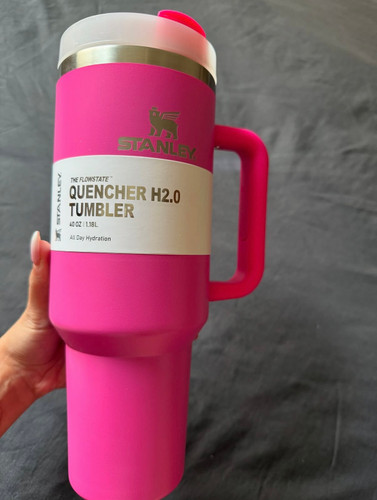 STANLEY
THE FLOWSTATE™
QUENCHER H2.0
TUMBLER
40 OZ / 1.18L
All Day Hydration
STANLEY